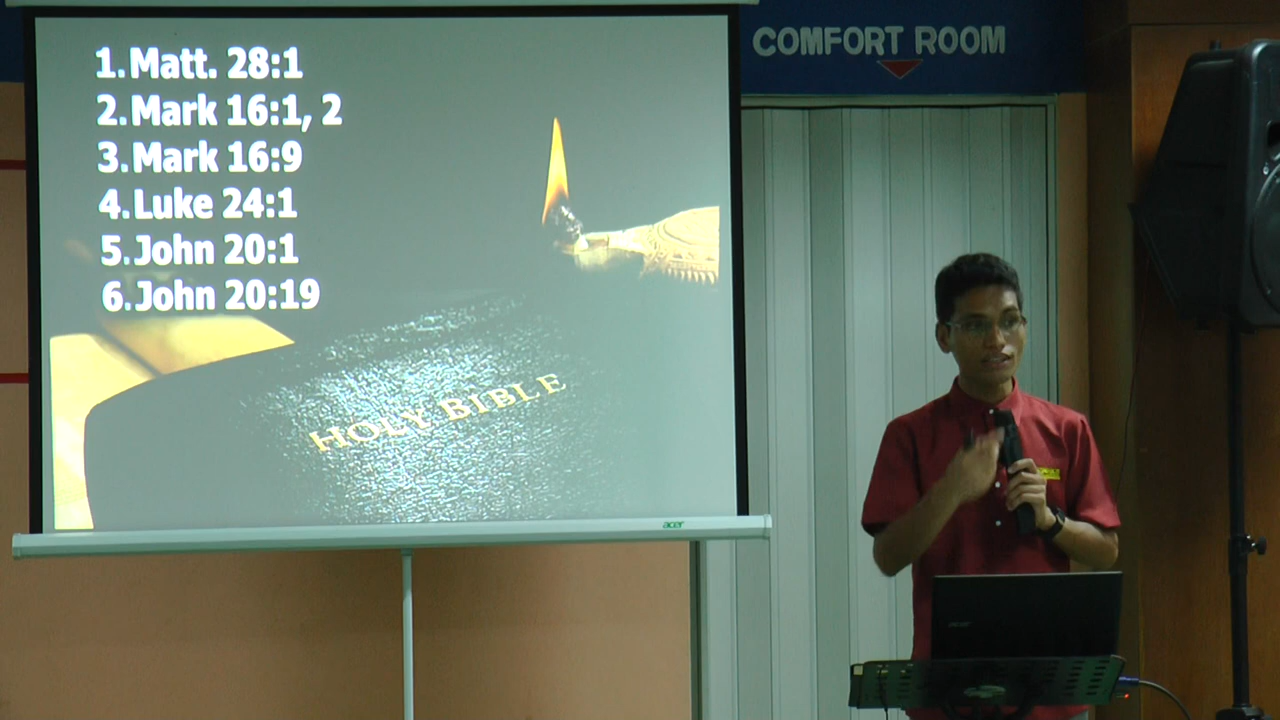 1. Matt. 28:1
2. Mark 16:1, 2
3. Mark 16:9
4. Luke 24:1
5. John 20:1
6. John 20:19
HOLY BIBLE
acer
COMFORT ROOM
acer